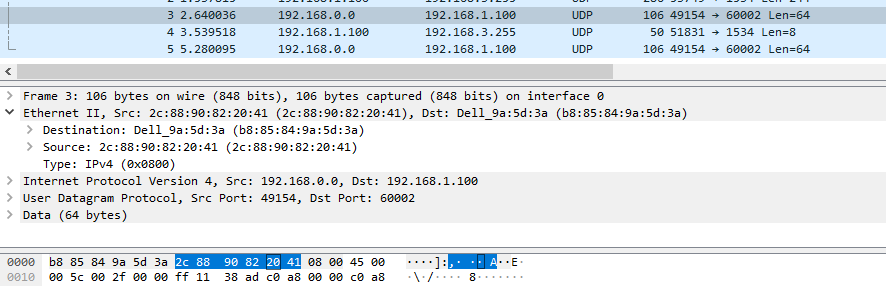 3 2.640036 192.168.0.0 192.168.1.100 UDP 106 49154 → 60002 Len=64
4 3.539518 192.168.1.100 192.168.3.255 UDP 50 51831 → 1534 Len=8
5 5.280095 192.168.0.0 192.168.1.100 UDP 106 49154 → 60002 Len=64
Frame 3: 106 bytes on wire (848 bits), 106 bytes captured (848 bits) on interface 0
Ethernet II, Src: 2c:88:90:82:20:41 (2c:88:90:82:20:41), Dst: Dell_9a:5d:3a (b8:85:84:9a:5d:3a)
Destination: Dell_9a:5d:3a (b8:85:84:9a:5d:3a)
Source: 2c:88:90:82:20:41 (2c:88:90:82:20:41)
Type: IPv4 (0x0800)
Internet Protocol Version 4, Src: 192.168.0.0, Dst: 192.168.1.100
User Datagram Protocol, Src Port: 49154, Dst Port: 60002
Data (64 bytes)
0000 b8 85 84 9a 5d 3a 2c 88 90 82 20 41 08 00 45 00 ····]:,· ·· A··E·
0010 00 5c 00 2f 00 00 ff 11 38 ad c0 a8 00 00 c0 a8 ·\·/···· 8·······